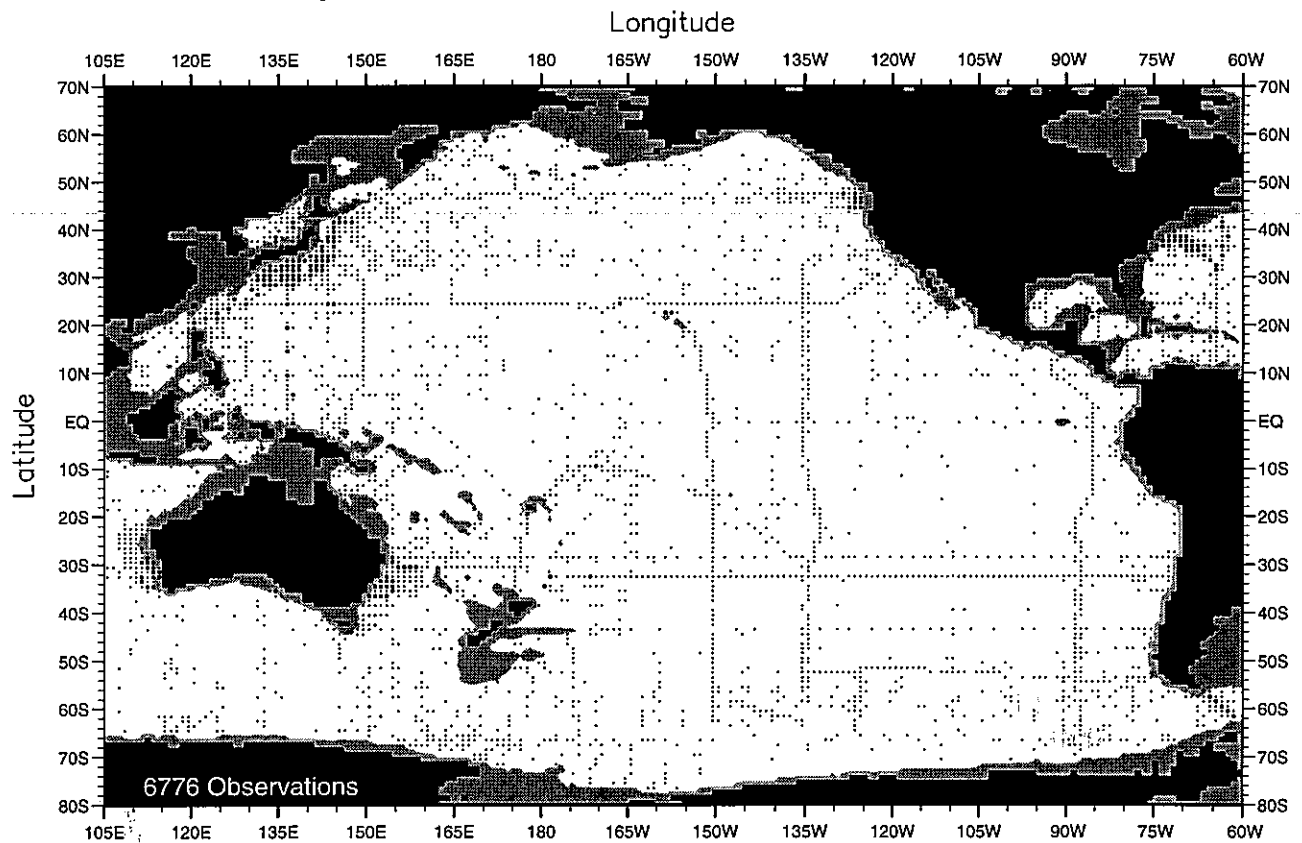 Longitude
105E 120E 135E 150E 165E 180 165W 150W 135W 120W 105W 90W 75W 60W
70N 70N
60N 60N
50N 50N
40N 40N
30N 30N
20N 20N
10N 10N
EQ EQ
Latitude
10S 10S
20S 20S
30S 30S
40S 40S
50S 50S
60S 60S
70S 70S
6776 Observations
80S 80S
105E 120E 135E 150E 165E 180 165W 150W 135W 120W 105W 90W 75W 60W